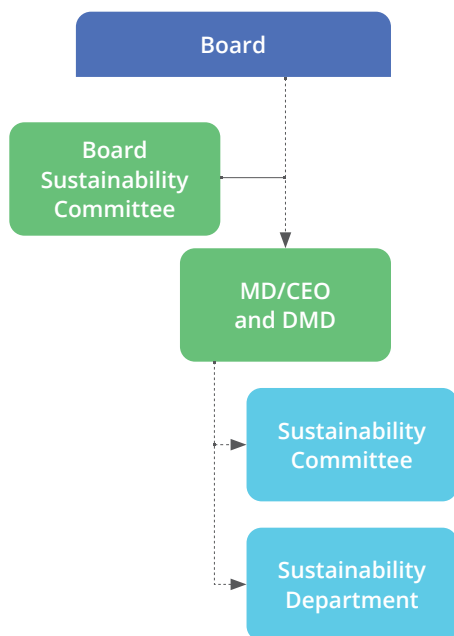 Board
Board
Sustainability
Committee
MD/CEO
and DMD
Sustainability
Committee
Sustainability
Department